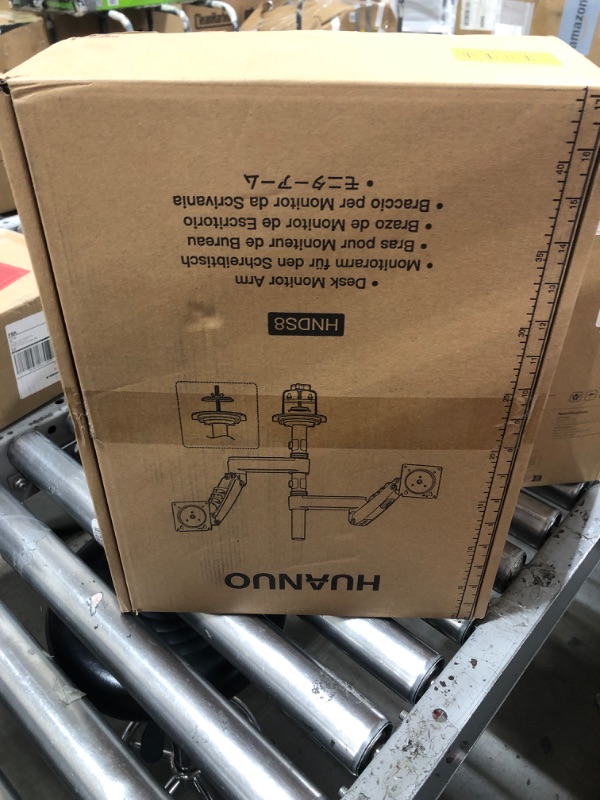 HUANUO
HNDS8
• Desk Monitor Arm
• Monitorarm für den Schreibtisch
• Bras pour Moniteur de Bureau
• Brazo de Monitor de Escritorio
• Braccio per Monitor da Scrivania
• モニターアーム
amazon